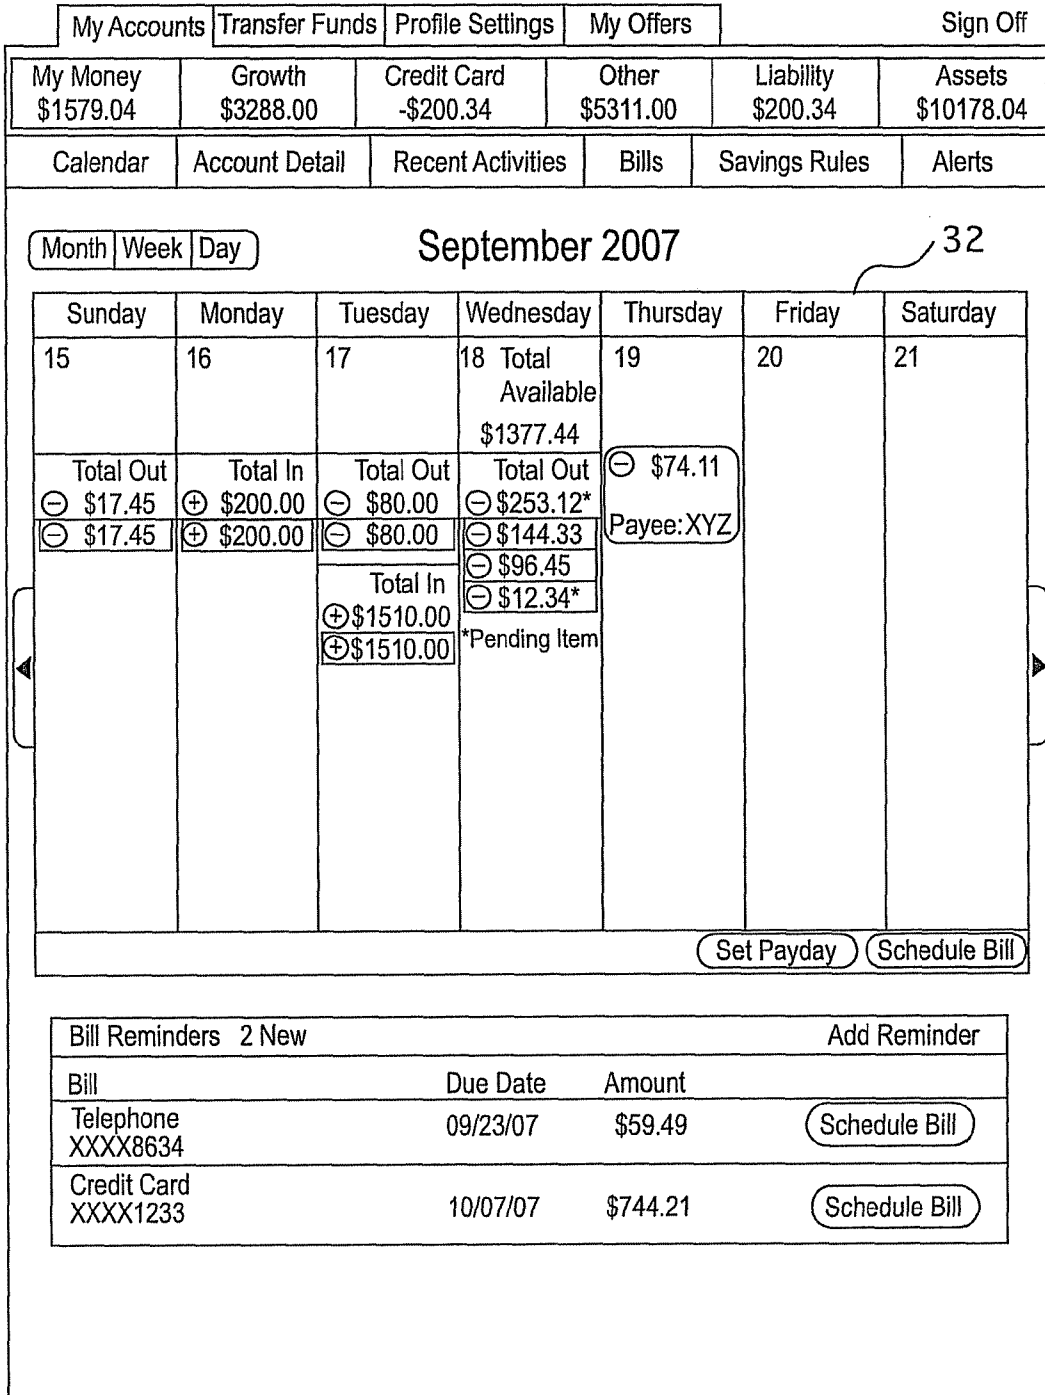 My Accounts Transfer Funds Profile Settings My Offers Sign Off
My Money Growth Credit Card Other Liability Assets
$1579.04 $3288.00 -$200.34 $5311.00 $200.34 $10178.04
Calendar Account Detail Recent Activities Bills Savings Rules Alerts
Month Week Day September 2007 32
Sunday Monday Tuesday Wednesday Thursday Friday Saturday
15 16 17 18 Total 19 20 21
Available
$1377.44
Total Out Total In Total Out Total Out ⊖ $74.11
⊖ $17.45 ⊕ $200.00 ⊖ $80.00 ⊖ $253.12*
⊖ $17.45 ⊕ $200.00 ⊖ $80.00 ⊖ $144.33 Payee:XYZ
⊖ $96.45
Total In ⊖ $12.34*
⊕ $1510.00
⊕ $1510.00 *Pending Item
Set Payday Schedule Bill
Bill Reminders 2 New Add Reminder
Bill Due Date Amount
Telephone 09/23/07 $59.49 Schedule Bill
XXXX8634
Credit Card 10/07/07 $744.21 Schedule Bill
XXXX1233